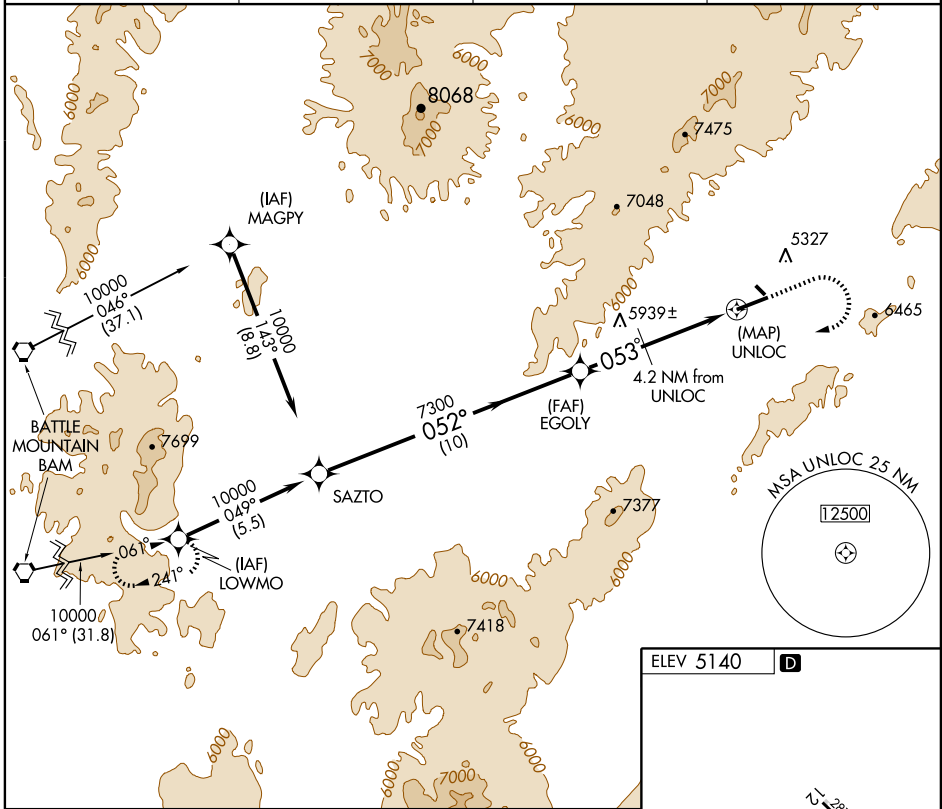 6000
7000
6000
8068
7000
7000
7475
6000
7048
(IAF)
MAGPY
10000
046°
(37.1)
6000
10000
143°
(8.8)
5327
6000
5939±
6465
(MAP)
UNLOC
053°
4.2 NM from
UNLOC
(FAF)
EGOLY
7300
052°
(10)
BATTLE
MOUNTAIN
BAM
7699
SAZTO
10000
049°
(5.5)
MSA UNLOC 25 NM
12500
7377
061°
241°
(IAF)
LOWMO
10000
061° (31.8)
6000
6000
7418
ELEV 5140 D
6000
7000
6000
12